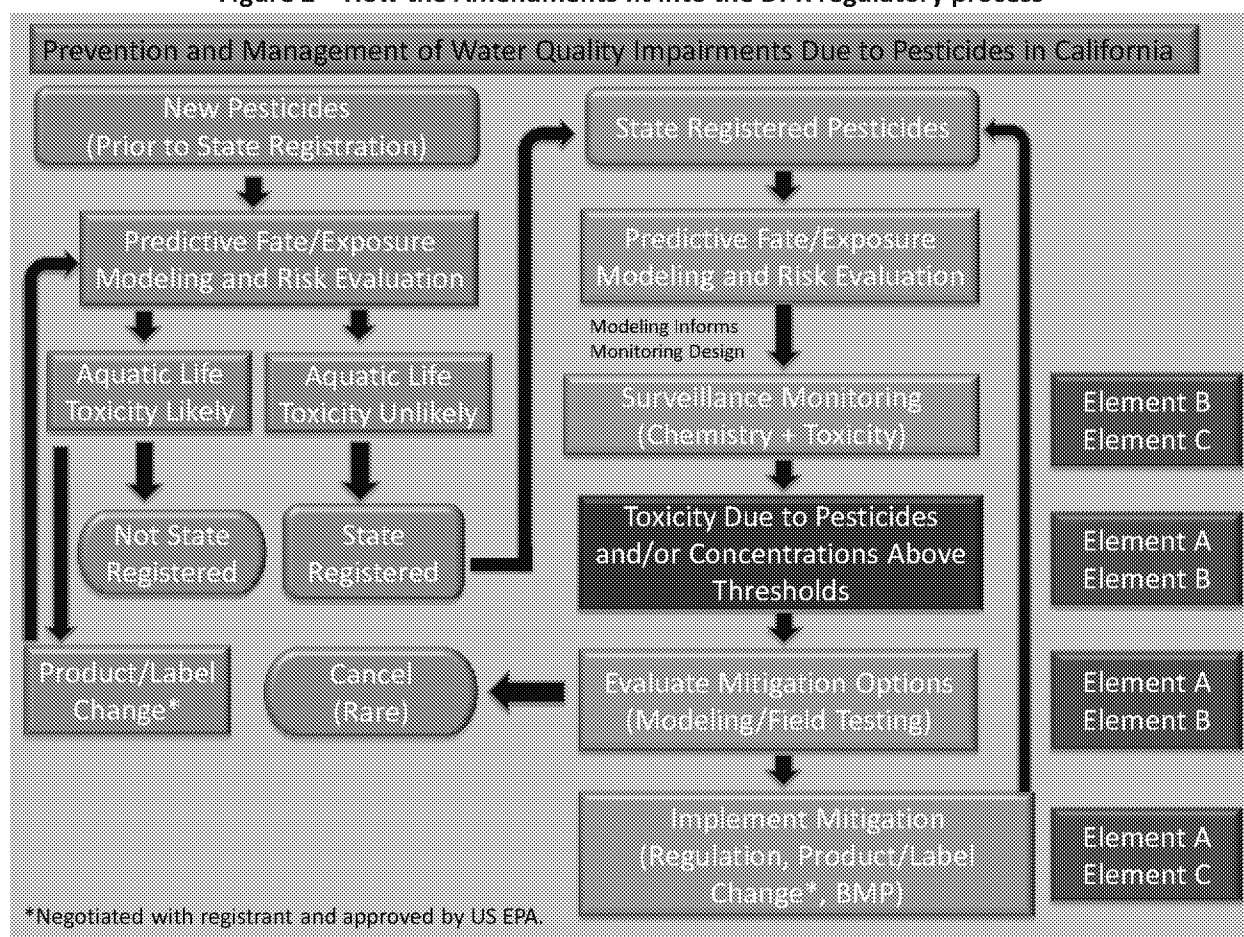 Prevention and Management of Water Quality Impairments Due to Pesticides in California
New Pesticides
(Prior to State Registration)
Predictive Fate/Exposure
Modeling and Risk Evaluation
Aquatic Life
Toxicity Likely
Aquatic Life
Toxicity Unlikely
Not State
Registered
State
Registered
Product/Label
Change*
Cancel
(Rare)
State Registered Pesticides
Predictive Fate/Exposure
Modeling and Risk Evaluation
Modeling Informs
Monitoring Design
Surveillance Monitoring
(Chemistry + Toxicity)
Toxicity Due to Pesticides
and/or Concentrations Above
Thresholds
Evaluate Mitigation Options
(Modeling/Field Testing)
Implement Mitigation
(Regulation, Product/Label
Change*, BMP)
Element B
Element C
Element A
Element B
Element A
Element B
Element A
Element C
*Negotiated with registrant and approved by US EPA.